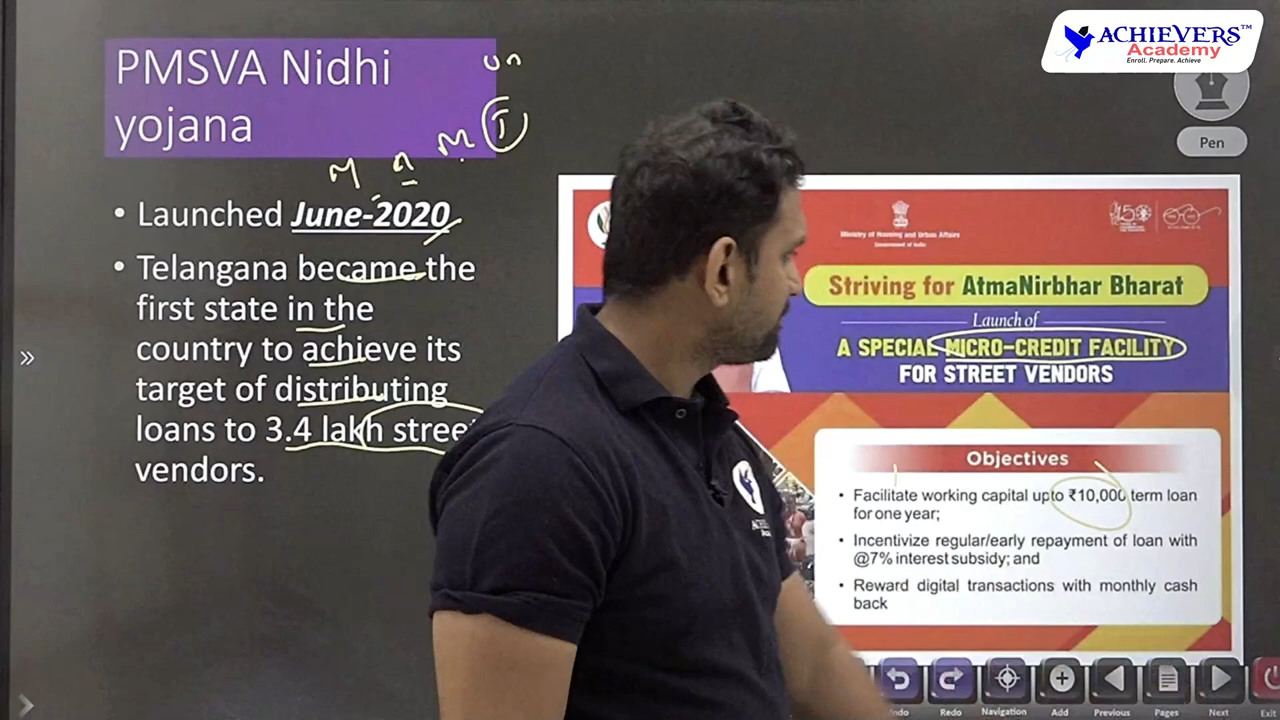 ACHIEVERS™
Academy
Enroll. Prepare. Achieve
Pen
PMSVA Nidhi
yojana
• Launched June-2020
• Telangana became the
first state in the
country to achieve its
target of distributing
loans to 3.4 lakh street
vendors.
Ministry of Housing and Urban Affairs
Government of India
Striving for AtmaNirbhar Bharat
Launch of
A SPECIAL MICRO-CREDIT FACILITY
FOR STREET VENDORS
Objectives
• Facilitate working capital upto ₹10,000 term loan
for one year;
• Incentivize regular/early repayment of loan with
@7% interest subsidy; and
• Reward digital transactions with monthly cash
back
Undo Redo Navigation Add Previous Pages Next Exit